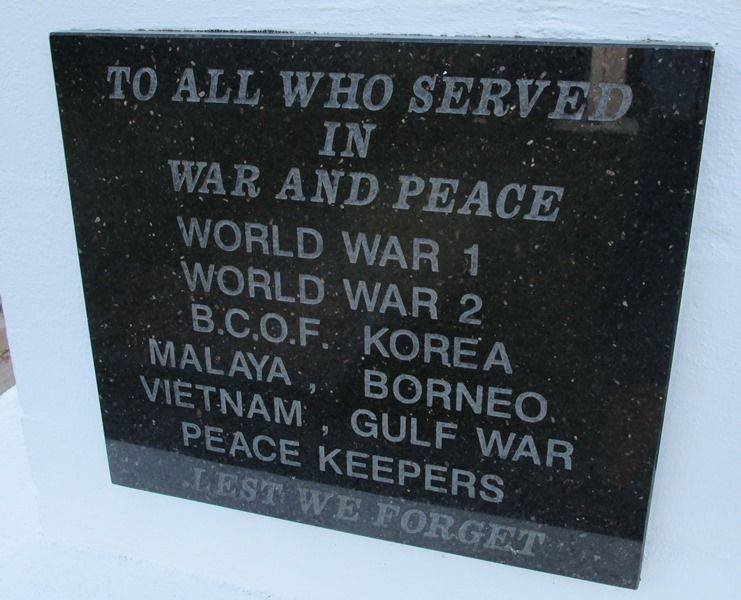 TO ALL WHO SERVED
IN
WAR AND PEACE
WORLD WAR 1
WORLD WAR 2
B.C.O.F. KOREA
MALAYA , BORNEO
VIETNAM , GULF WAR
PEACE KEEPERS
LEST WE FORGET